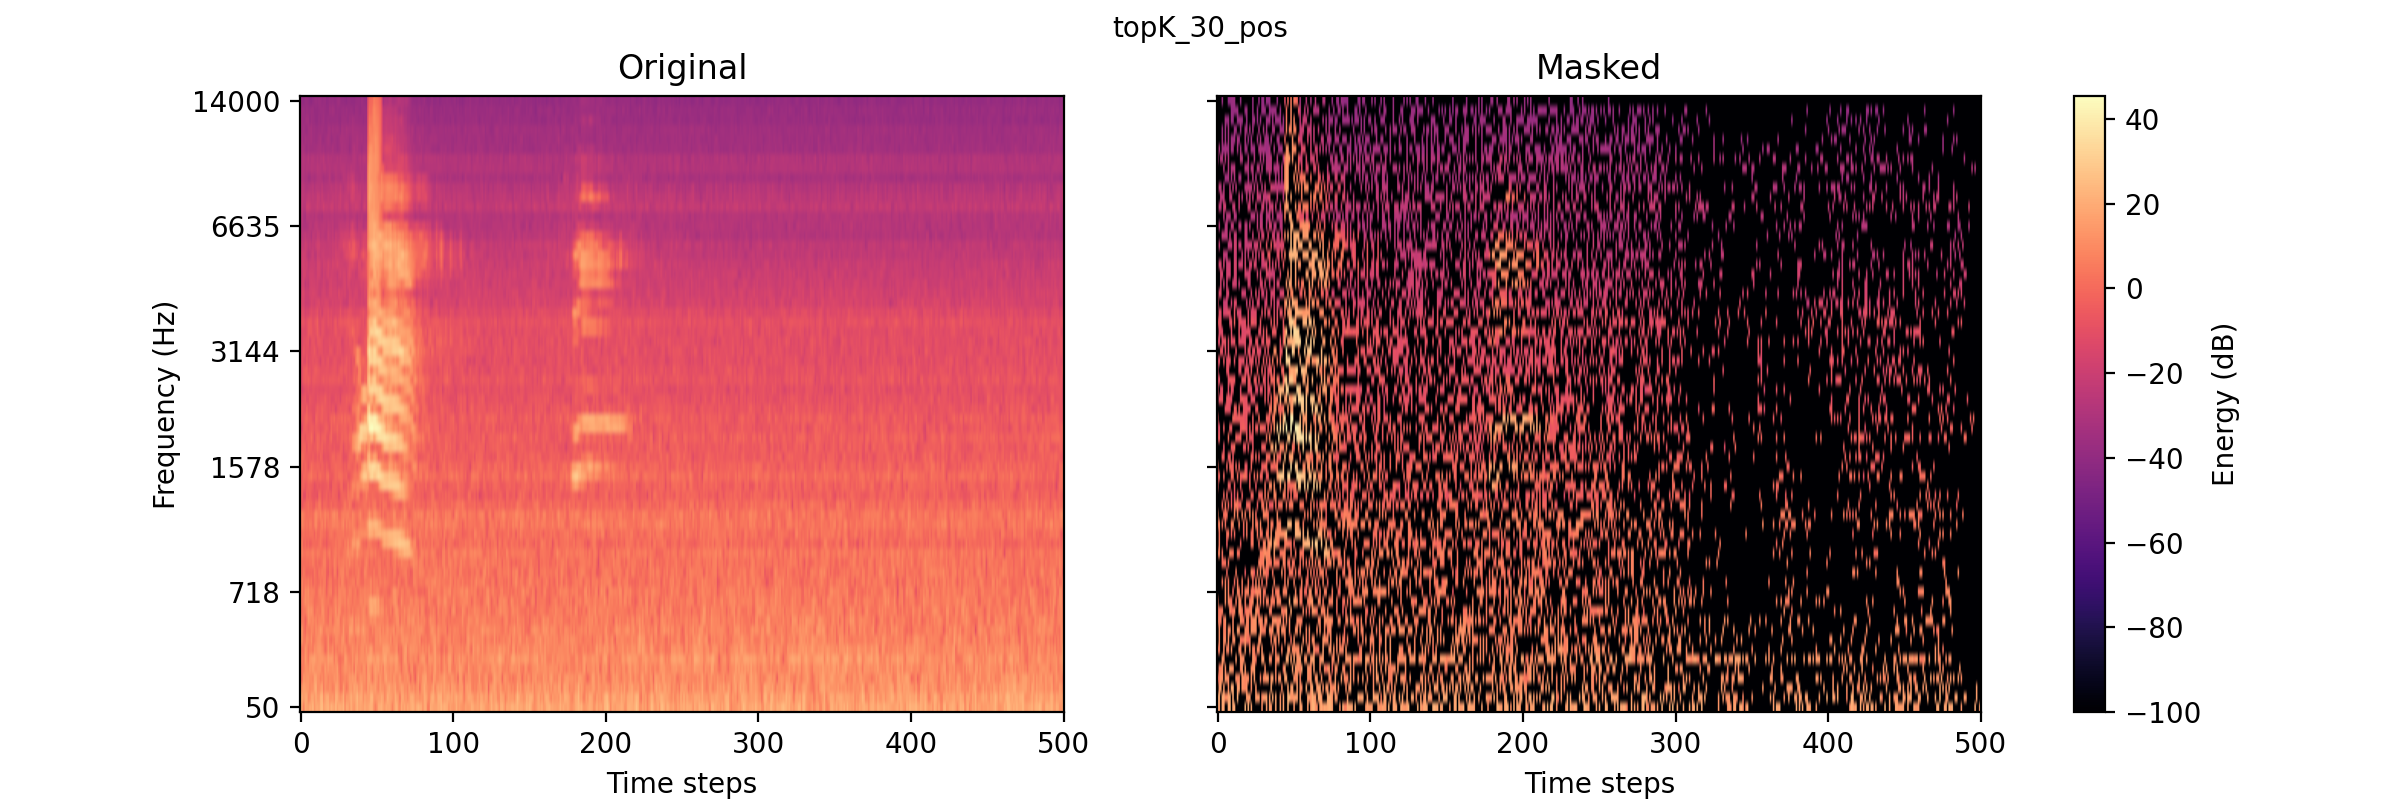 topK_30_pos
Original
Masked
Frequency (Hz)
14000
6635
3144
1578
718
50
0 100 200 300 400 500
Time steps
0 100 200 300 400 500
Time steps
40
20
0
−20
−40
−60
−80
−100
Energy (dB)